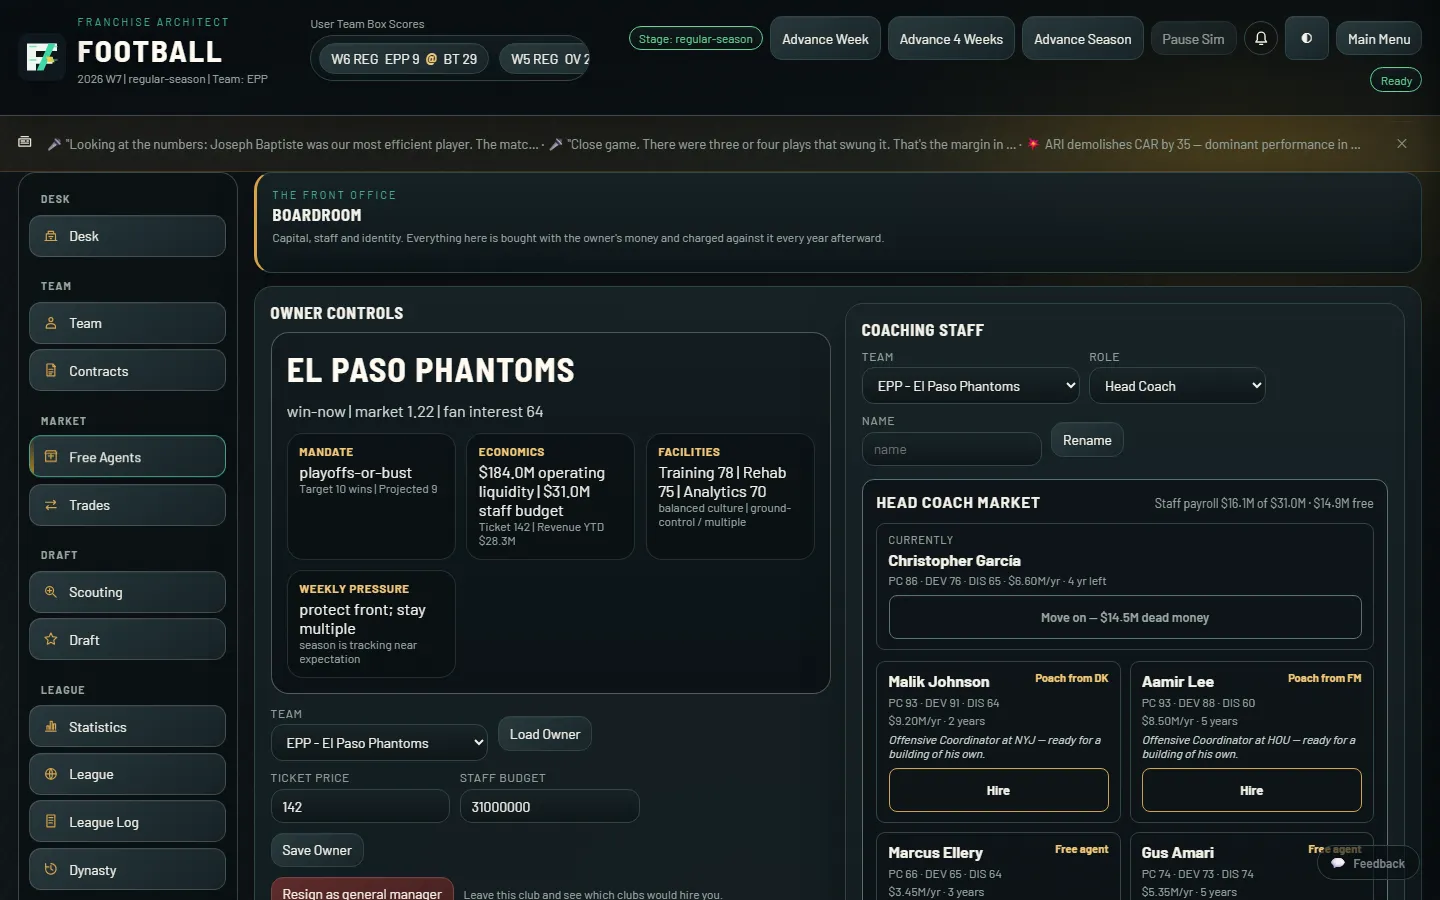 FRANCHISE ARCHITECT
FOOTBALL
2026 W7 | regular-season | Team: EPP
User Team Box Scores
W6 REG EPP 9 @ BT 29
W5 REG OV 2
Stage: regular-season
Advance Week
Advance 4 Weeks
Advance Season
Pause Sim
Main Menu
Ready
"Looking at the numbers: Joseph Baptiste was our most efficient player. The matc... · "Close game. There were three or four plays that swung it. That's the margin in ... · ARI demolishes CAR by 35 — dominant performance in ...
DESK
Desk
TEAM
Team
Contracts
MARKET
Free Agents
Trades
DRAFT
Scouting
Draft
LEAGUE
Statistics
League
League Log
Dynasty
THE FRONT OFFICE
BOARDROOM
Capital, staff and identity. Everything here is bought with the owner's money and charged against it every year afterward.
OWNER CONTROLS
EL PASO PHANTOMS
win-now | market 1.22 | fan interest 64
MANDATE
playoffs-or-bust
Target 10 wins | Projected 9
ECONOMICS
$184.0M operating
liquidity | $31.0M
staff budget
Ticket 142 | Revenue YTD
$28.3M
FACILITIES
Training 78 | Rehab
75 | Analytics 70
balanced culture | ground-
control / multiple
WEEKLY PRESSURE
protect front; stay
multiple
season is tracking near
expectation
TEAM
EPP - El Paso Phantoms
Load Owner
TICKET PRICE
STAFF BUDGET
142
31000000
Save Owner
Resign as general manager
Leave this club and see which clubs would hire you.
COACHING STAFF
TEAM
ROLE
EPP - El Paso Phantoms
Head Coach
NAME
name
Rename
HEAD COACH MARKET
Staff payroll $16.1M of $31.0M · $14.9M free
CURRENTLY
Christopher García
PC 86 · DEV 76 · DIS 65 · $6.60M/yr · 4 yr left
Move on — $14.5M dead money
Malik Johnson
Poach from DK
PC 93 · DEV 91 · DIS 64
$9.20M/yr · 2 years
Offensive Coordinator at NYJ — ready for a
building of his own.
Hire
Aamir Lee
Poach from FM
PC 93 · DEV 88 · DIS 60
$8.50M/yr · 5 years
Offensive Coordinator at HOU — ready for a
building of his own.
Hire
Marcus Ellery
Free agent
PC 66 · DEV 65 · DIS 64
$3.45M/yr · 3 years
Gus Amari
Free agent
PC 74 · DEV 73 · DIS 74
$5.35M/yr · 5 years
Feedback